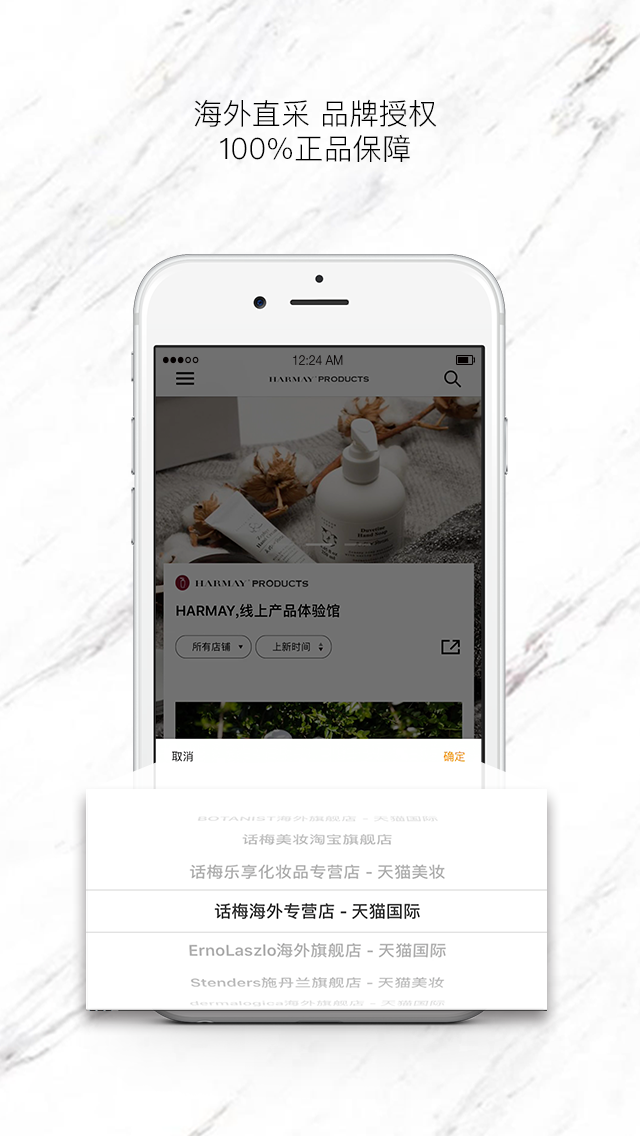 海外直采 品牌授权
100%正品保障
12:24 AM
HARMAY PRODUCTS
Hand Soap
HARMAY PRODUCTS
HARMAY,线上产品体验馆
所有店铺
上新时间
取消
确定
BOTANIST海外旗舰店 - 天猫国际
话梅美妆淘宝旗舰店
话梅乐享化妆品专营店 - 天猫美妆
话梅海外专营店 - 天猫国际
ErnoLaszlo海外旗舰店 - 天猫国际
Stenders施丹兰旗舰店 - 天猫美妆
dermalogica海外旗舰店 - 天猫国际